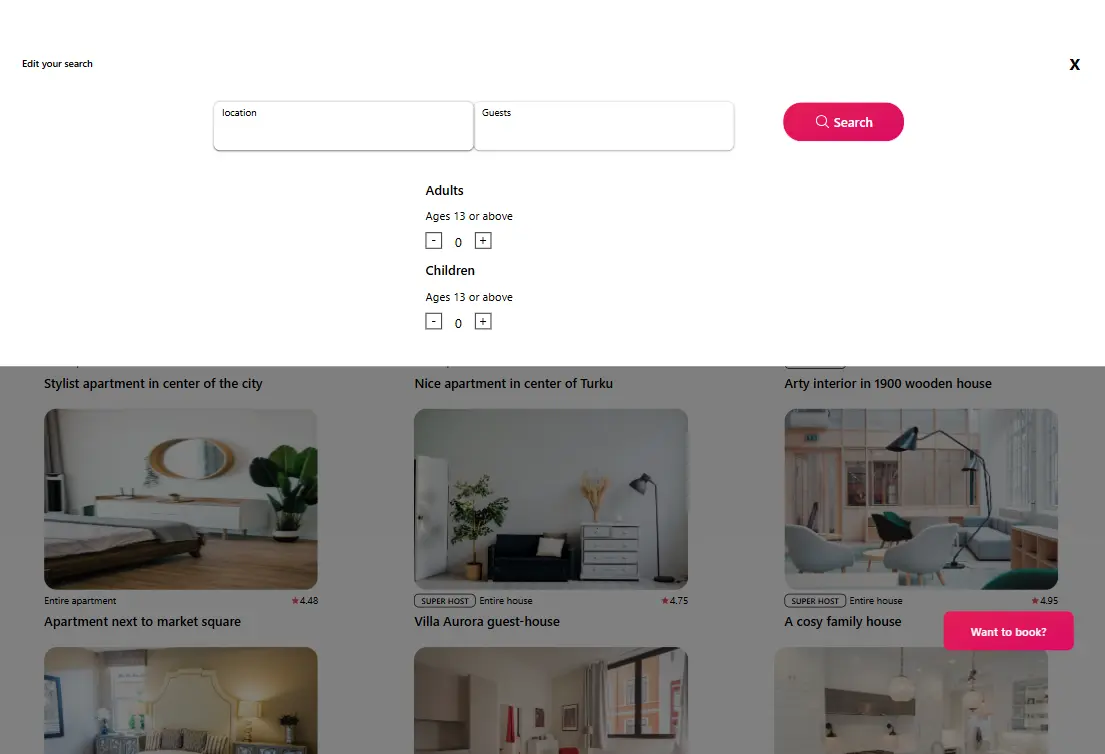 Edit your search
X
location
Guests
Search
Adults
Ages 13 or above
- 0 +
Children
Ages 13 or above
- 0 +
Stylist apartment in center of the city
Nice apartment in center of Turku
Arty interior in 1900 wooden house
Entire apartment
4.48
SUPER HOST Entire house
4.75
SUPER HOST Entire house
4.95
Apartment next to market square
Villa Aurora guest-house
A cosy family house
Want to book?